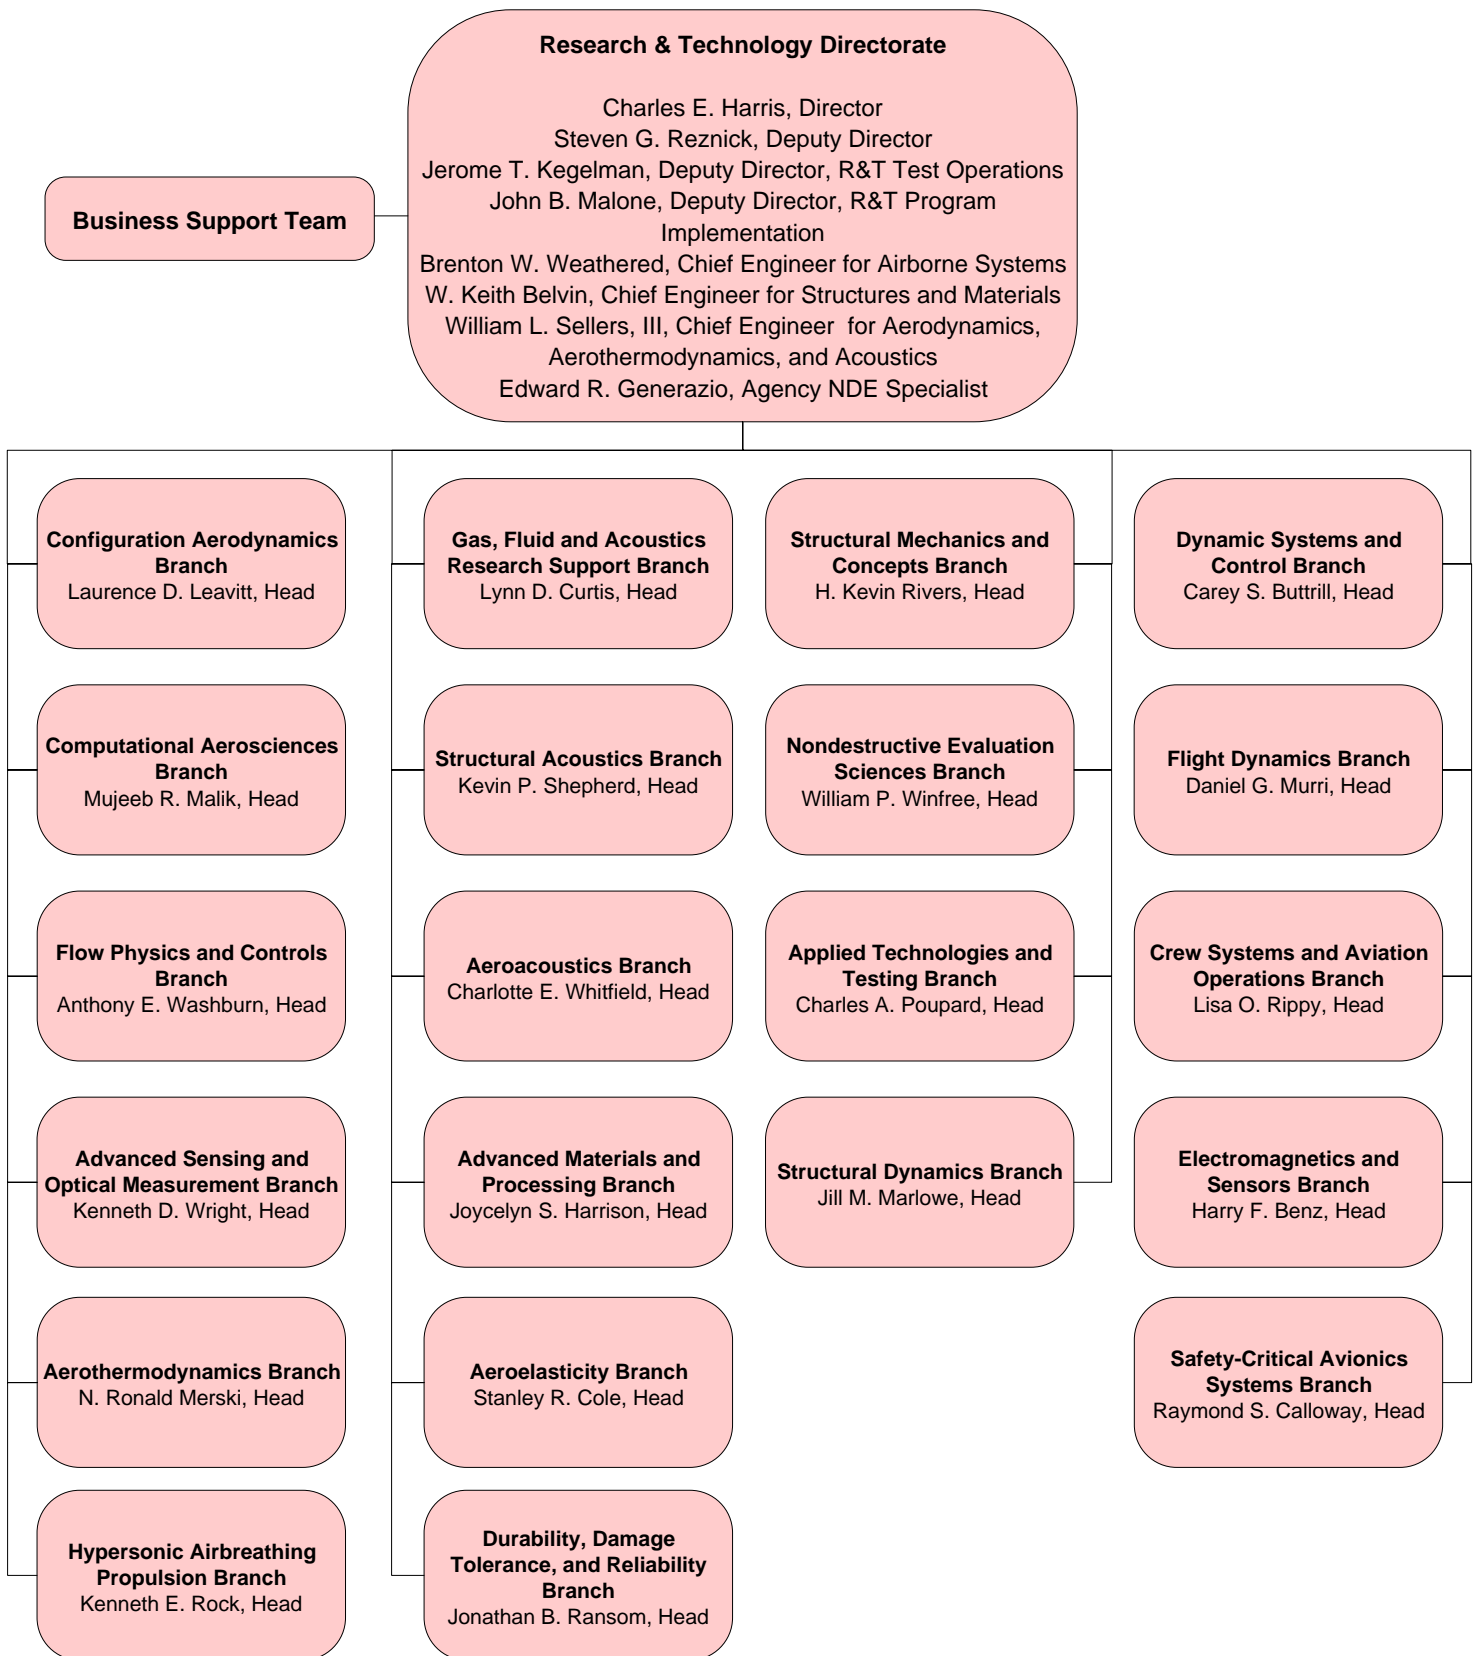 Research & Technology Directorate
Charles E. Harris, Director
Steven G. Reznick, Deputy Director
Jerome T. Kegelman, Deputy Director, R&T Test Operations
John B. Malone, Deputy Director, R&T Program
Implementation
Brenton W. Weathered, Chief Engineer for Airborne Systems
W. Keith Belvin, Chief Engineer for Structures and Materials
William L. Sellers, III, Chief Engineer for Aerodynamics,
Aerothermodynamics, and Acoustics
Edward R. Generazio, Agency NDE Specialist
Business Support Team
Configuration Aerodynamics
Branch
Laurence D. Leavitt, Head
Computational Aerosciences
Branch
Mujeeb R. Malik, Head
Flow Physics and Controls
Branch
Anthony E. Washburn, Head
Advanced Sensing and
Optical Measurement Branch
Kenneth D. Wright, Head
Aerothermodynamics Branch
N. Ronald Merski, Head
Hypersonic Airbreathing
Propulsion Branch
Kenneth E. Rock, Head
Gas, Fluid and Acoustics
Research Support Branch
Lynn D. Curtis, Head
Structural Acoustics Branch
Kevin P. Shepherd, Head
Aeroacoustics Branch
Charlotte E. Whitfield, Head
Advanced Materials and
Processing Branch
Joycelyn S. Harrison, Head
Aeroelasticity Branch
Stanley R. Cole, Head
Durability, Damage
Tolerance, and Reliability
Branch
Jonathan B. Ransom, Head
Structural Mechanics and
Concepts Branch
H. Kevin Rivers, Head
Nondestructive Evaluation
Sciences Branch
William P. Winfree, Head
Applied Technologies and
Testing Branch
Charles A. Poupard, Head
Structural Dynamics Branch
Jill M. Marlowe, Head
Dynamic Systems and
Control Branch
Carey S. Buttrill, Head
Flight Dynamics Branch
Daniel G. Murri, Head
Crew Systems and Aviation
Operations Branch
Lisa O. Rippy, Head
Electromagnetics and
Sensors Branch
Harry F. Benz, Head
Safety-Critical Avionics
Systems Branch
Raymond S. Calloway, Head